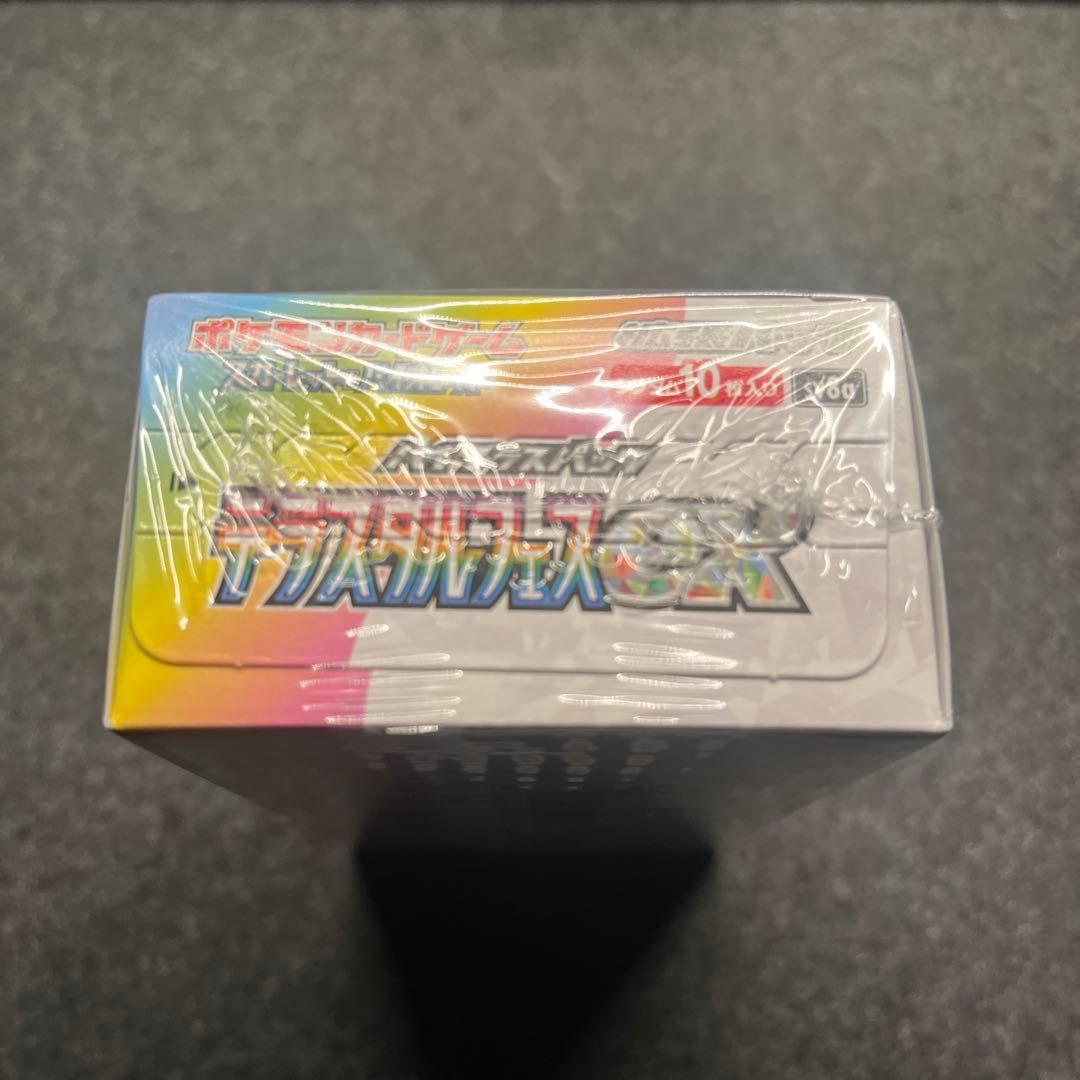 ポケモンカードゲーム
スカーレット&バイオレット
10枚入り
ハイクラスパック
テラスタルフェスex